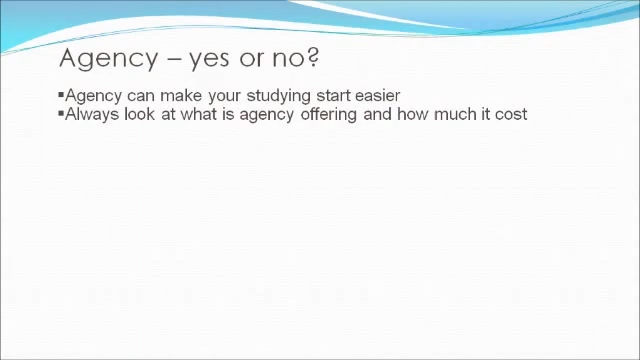 Agency – yes or no?
▪Agency can make your studying start easier
▪Always look at what is agency offering and how much it cost